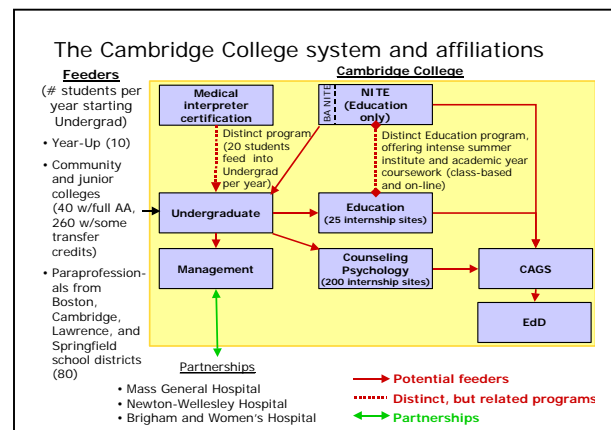 The Cambridge College system and affiliations
Feeders
(# students per
year starting
Undergrad)
• Year-Up (10)
• Community
and junior
colleges
(40 w/full AA,
260 w/some
transfer
credits)
• Paraprofession-
als from
Boston,
Cambridge,
Lawrence, and
Springfield
school districts
(80)
Cambridge College
Medical
interpreter
certification
BA NITE
NITE
(Education
only)
Distinct program
(20 students
feed into
Undergrad
per year)
Distinct Education program,
offering intense summer
institute and academic year
coursework (class-based
and on-line)
Undergraduate
Education
(25 internship sites)
Management
Counseling
Psychology
(200 internship sites)
CAGS
EdD
Partnerships
• Mass General Hospital
• Newton-Wellesley Hospital
• Brigham and Women's Hospital
Potential feeders
Distinct, but related programs
Partnerships